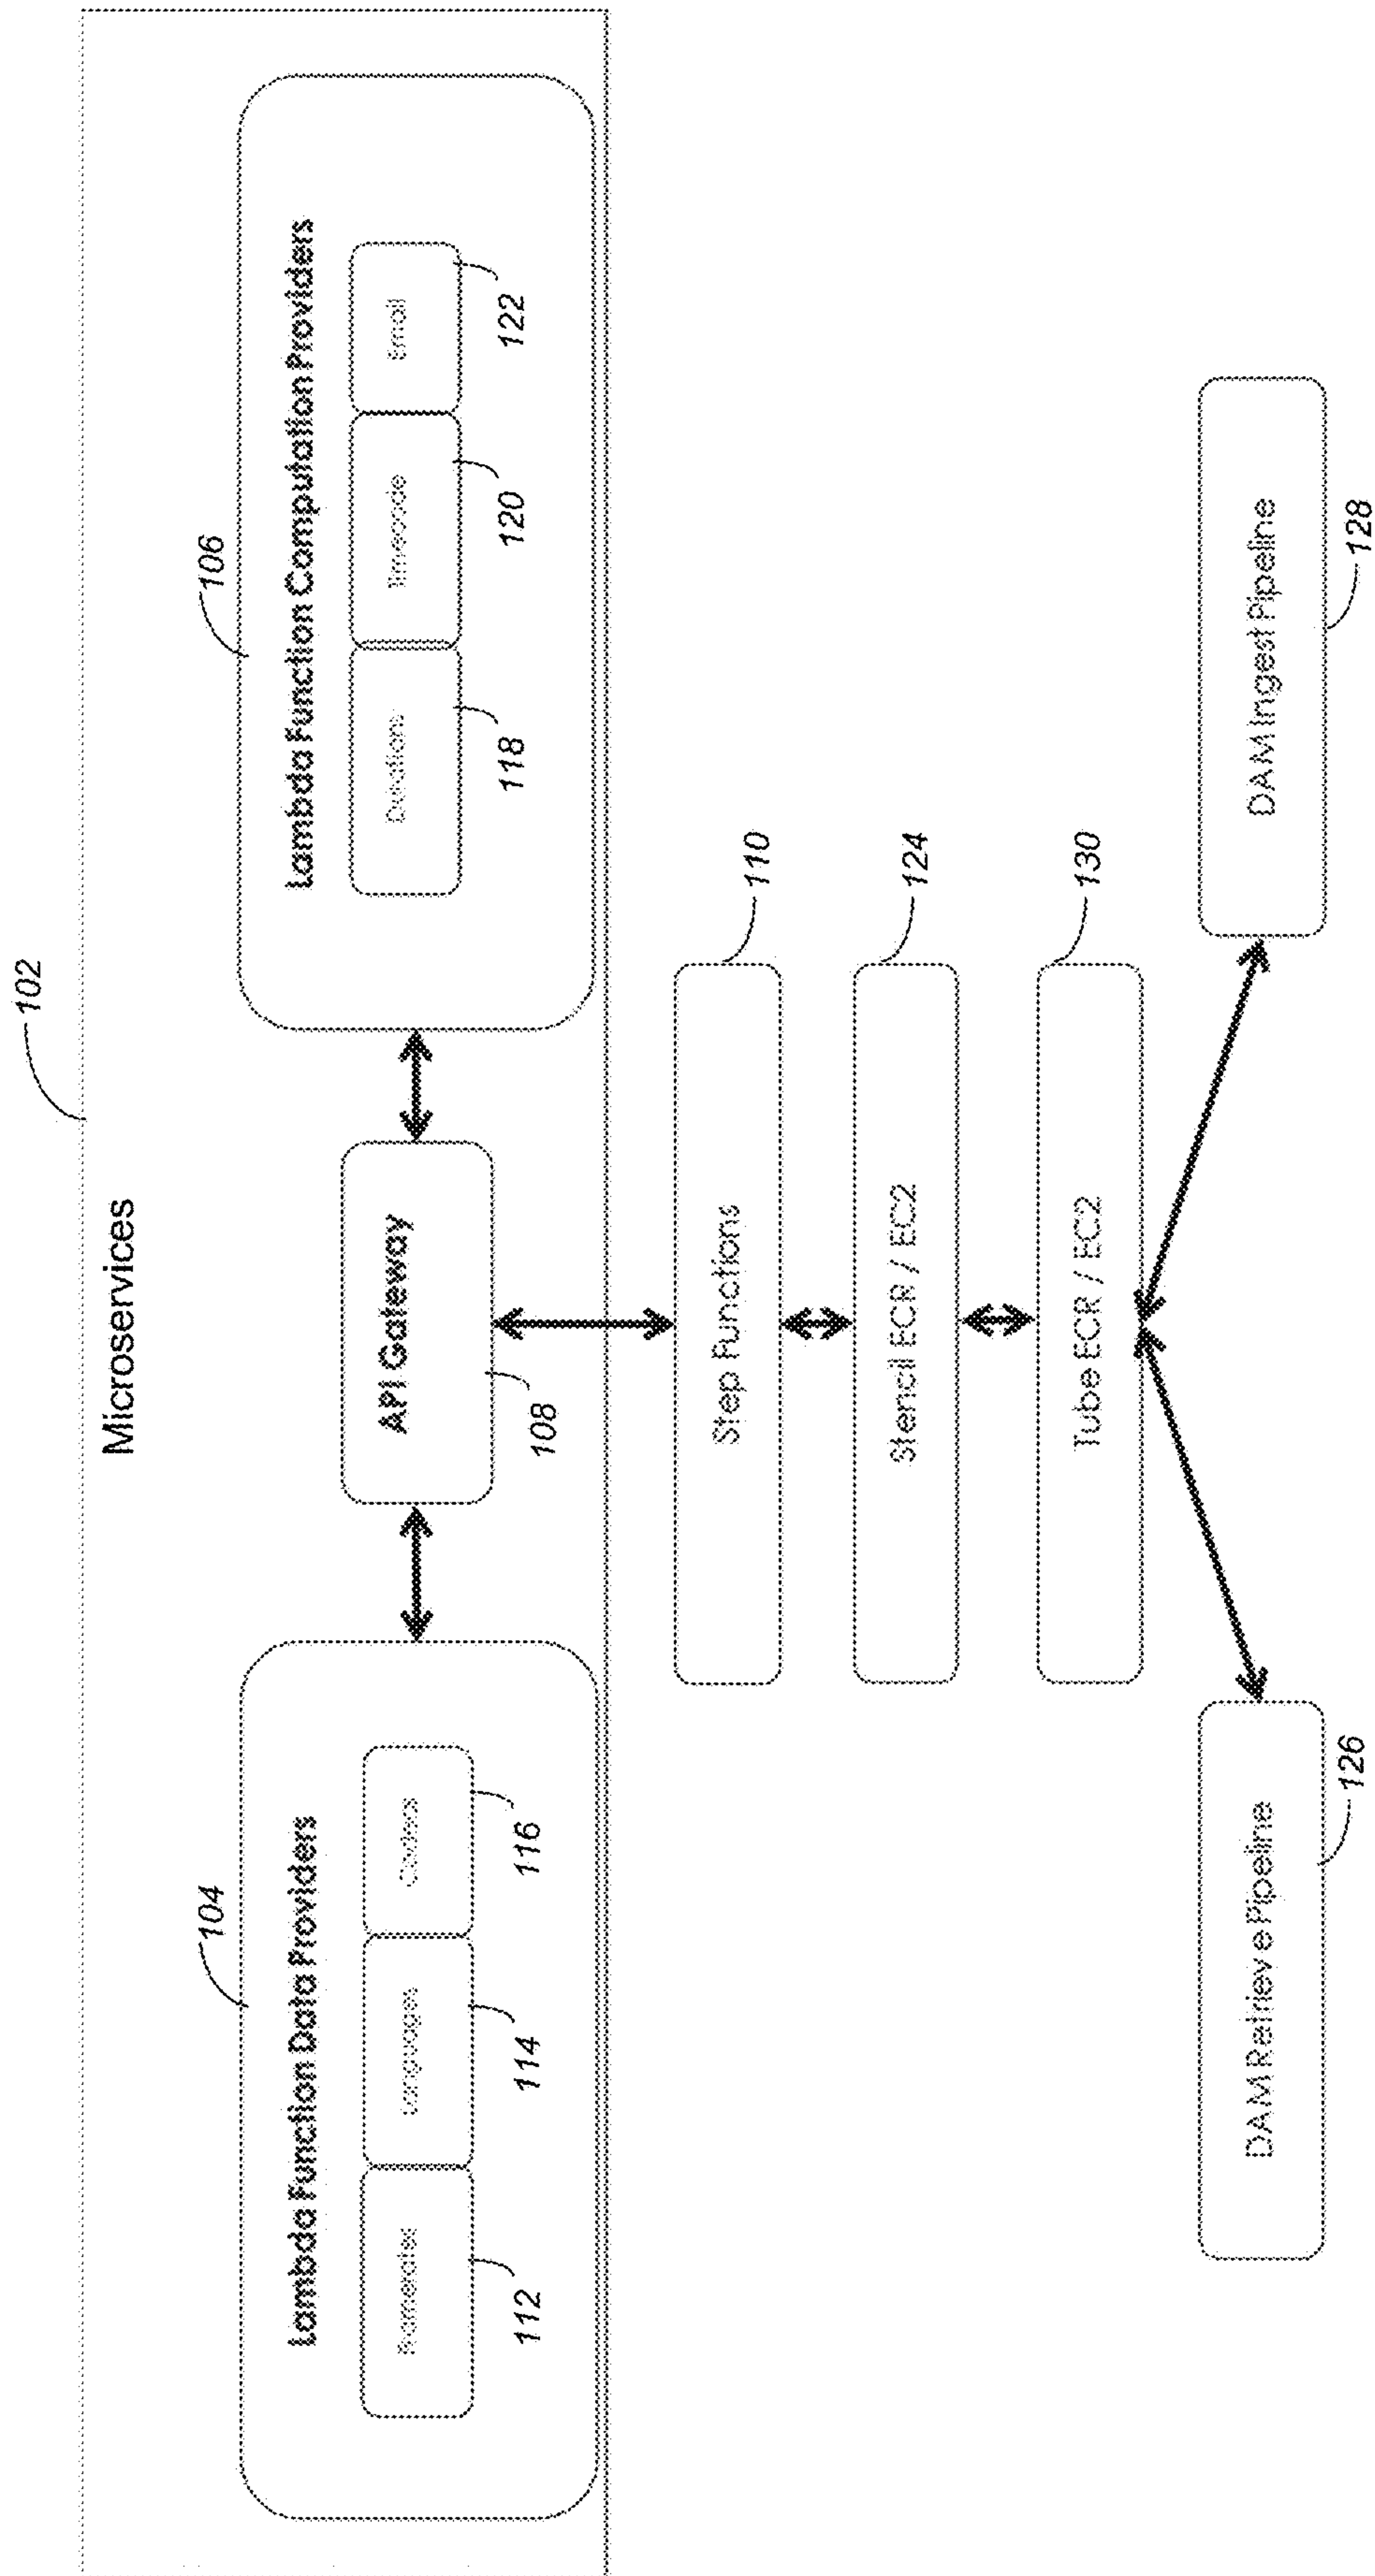 102
Microservices
104
106
Lambda Function Data Providers
Lambda Function Computation Providers
API Gateway
Framerates
Languages
Codecs
Timecode
Email
112
114
116
108
118
120
122
Step Functions
110
Stencil ECR / EC2
124
Tube ECR / EC2
130
DAM Retrieve Pipeline
DAM Ingest Pipeline
126
128